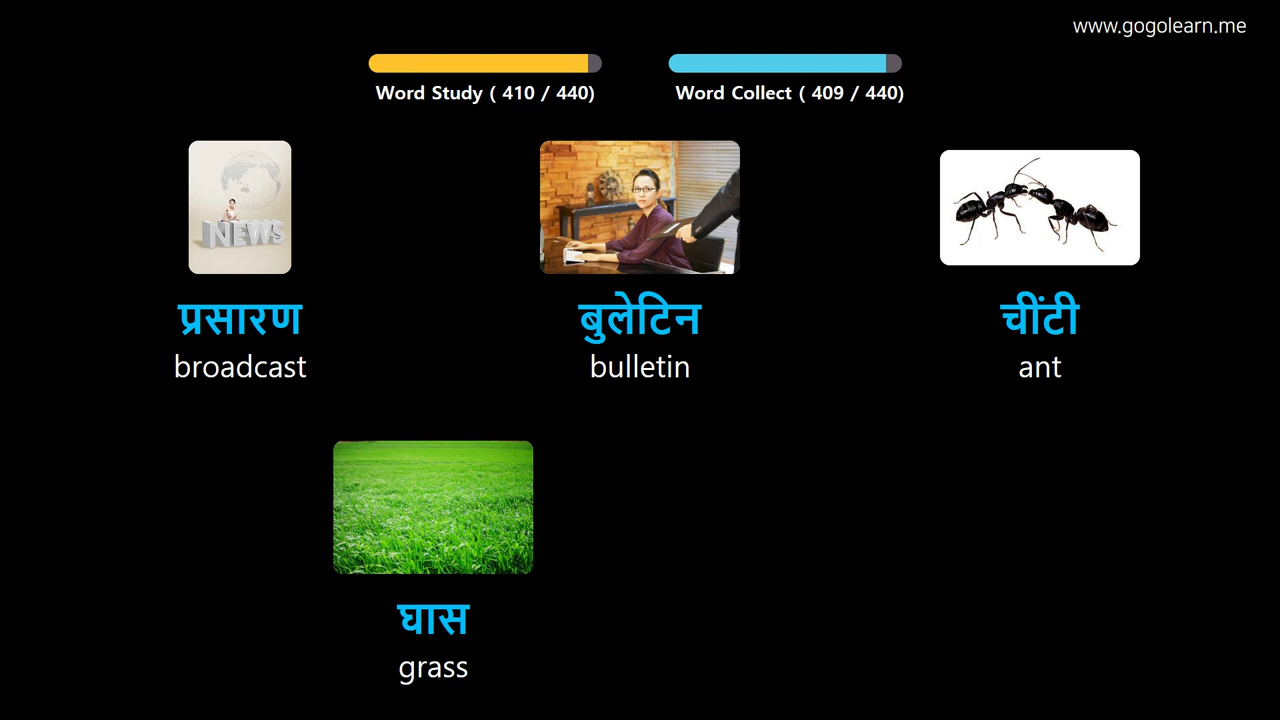 www.gogolearn.me
Word Study ( 410 / 440)
Word Collect ( 409 / 440)
NEWS
प्रसारण
बुलेटिन
चींटी
broadcast
bulletin
ant
घास
grass